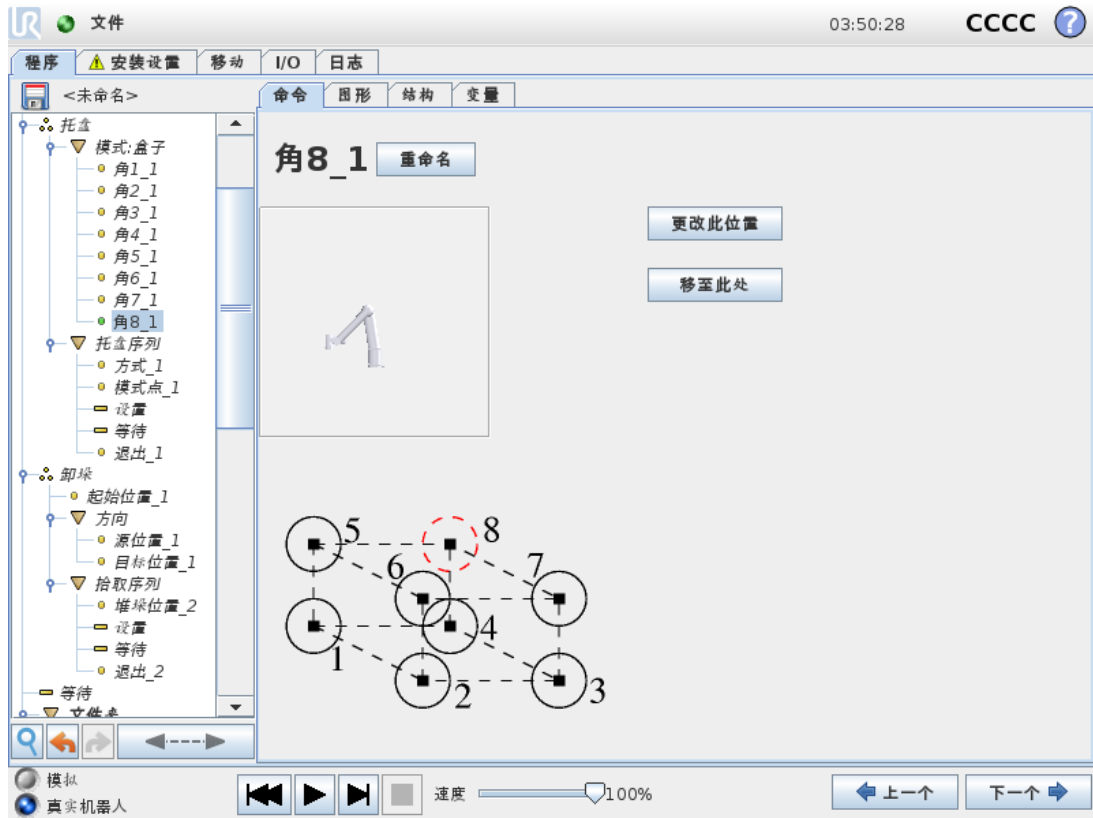 UR 文件 03:50:28 CCCC ?
程序 安装设置 移动 I/O 日志
<未命名> 命令 图形 结构 变量
托盘
模式:盒子
角1_1
角2_1
角3_1
角4_1
角5_1
角6_1
角7_1
角8_1
托盘序列
方式_1
模式点_1
设置
等待
退出_1
卸垛
起始位置_1
方向
源位置_1
目标位置_1
拾取序列
堆垛位置_2
设置
等待
退出_2
等待
文件夹
角8_1 重命名
更改此位置
移至此处
5 8
6 7
1 4
2 3
模拟
真实机器人
速度 100%
上一个 下一个